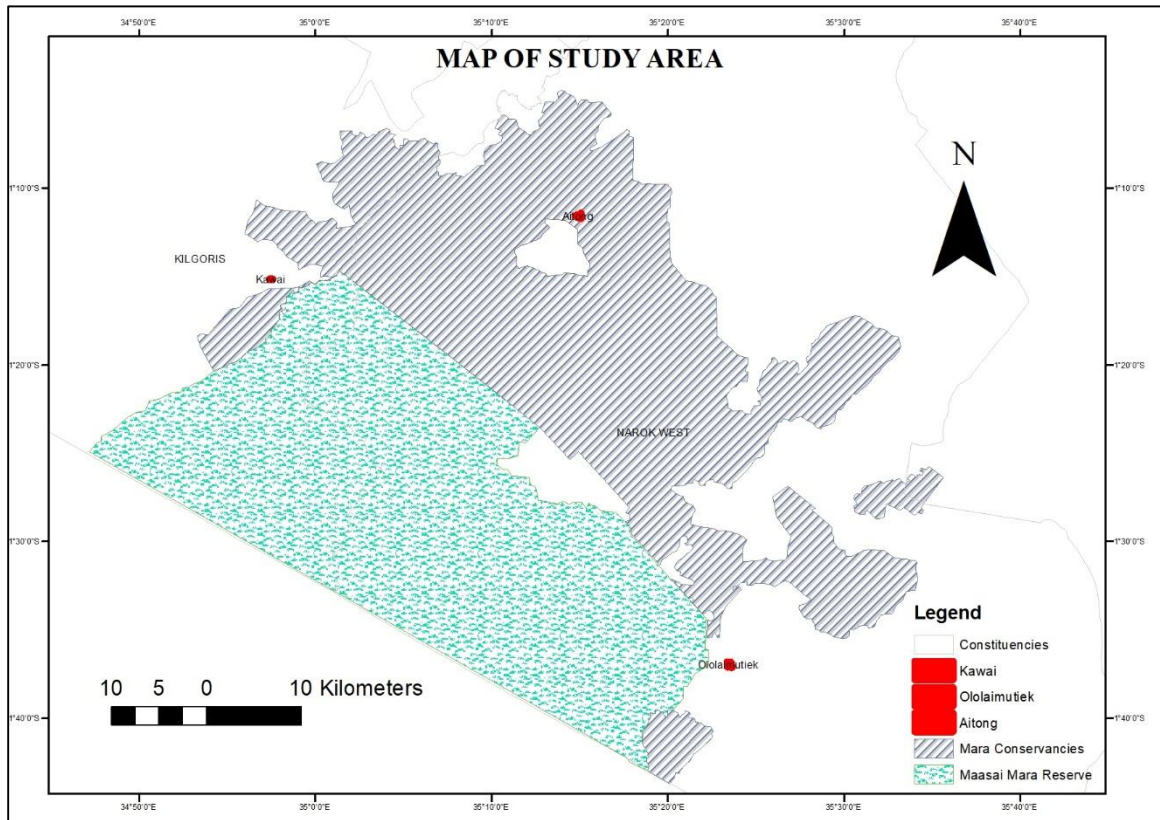 34°50'0"E 35°0'0"E 35°10'0"E 35°20'0"E 35°30'0"E 35°40'0"E
MAP OF STUDY AREA
N
1°10'0"S 1°10'0"S
Aitong
KILGORIS
Kawai
1°20'0"S 1°20'0"S
NAROK WEST
1°30'0"S 1°30'0"S
Legend
Constituencies
Kawai
Ololaimutiek
Aitong
Mara Conservancies
Maasai Mara Reserve
Ololaimutiek
10 5 0 10 Kilometers
1°40'0"S 1°40'0"S
34°50'0"E 35°0'0"E 35°10'0"E 35°20'0"E 35°30'0"E 35°40'0"E